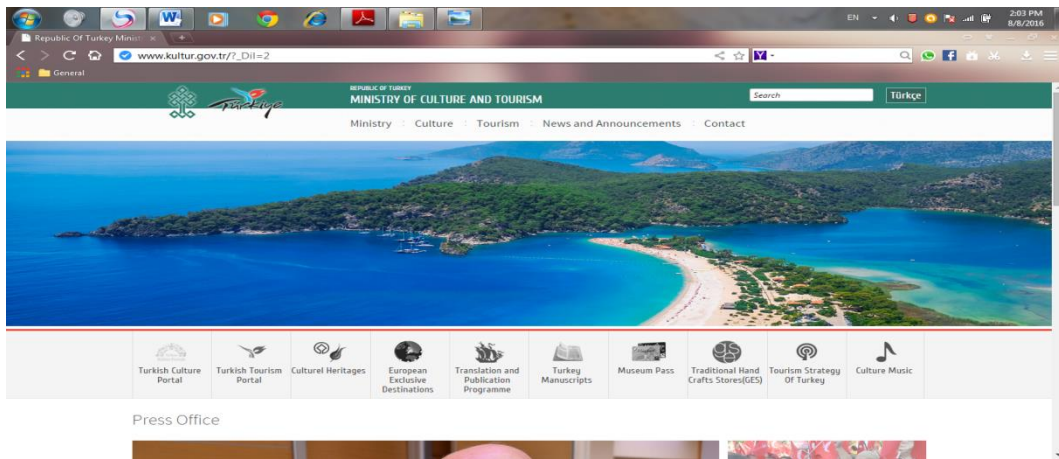 EN
2:03 PM
8/8/2016
Republic Of Turkey Minist
www.kultur.gov.tr/?_Dil=2
General
Türkiye
REPUBLIC OF TURKEY
MINISTRY OF CULTURE AND TOURISM
Search
Türkçe
Ministry
Culture
Tourism
News and Announcements
Contact
Turkish Culture
Portal
Turkish Tourism
Portal
Culturel Heritages
European
Exclusive
Destinations
Translation and
Publication
Programme
Turkey
Manuscripts
Museum Pass
Traditional Hand
Crafts Stores(GES)
Tourism Strategy
Of Turkey
Culture Music
Press Office